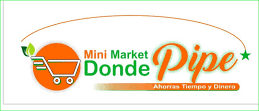 Mini Market
Donde Pipe
Ahorras Tiempo y Dinero